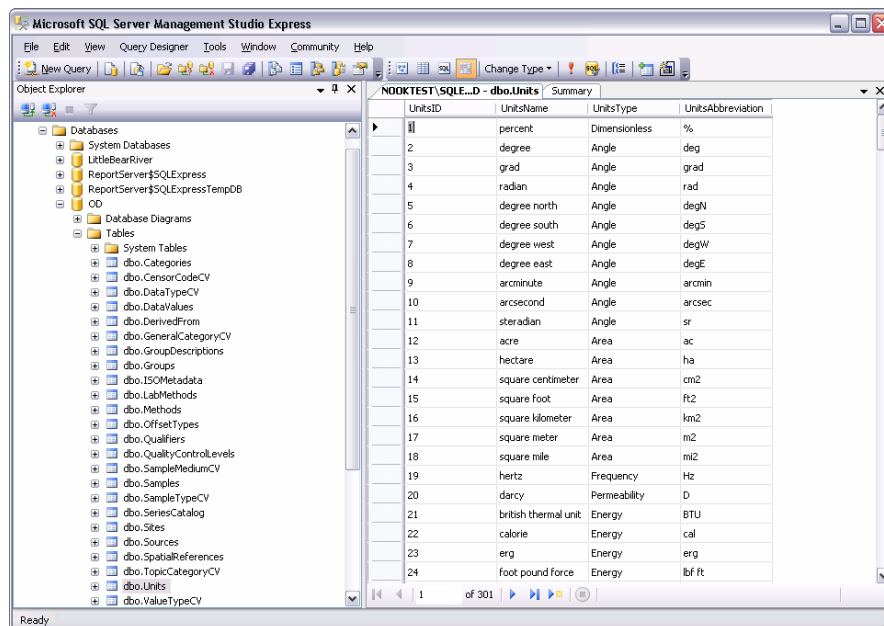 Microsoft SQL Server Management Studio Express
File Edit View Query Designer Tools Window Community Help
New Query Change Type
Object Explorer
Databases
System Databases
LittleBearRiver
ReportServer$SQLExpress
ReportServer$SQLExpressTempDB
OD
Database Diagrams
Tables
System Tables
dbo.Categories
dbo.CensorCodeCV
dbo.DataTypeCV
dbo.DataValues
dbo.DerivedFrom
dbo.GeneralCategoryCV
dbo.GroupDescriptions
dbo.Groups
dbo.ISOMetadata
dbo.LabMethods
dbo.Methods
dbo.OffsetTypes
dbo.Qualifiers
dbo.QualityControlLevels
dbo.SampleMediumCV
dbo.Samples
dbo.SampleTypeCV
dbo.SeriesCatalog
dbo.Sites
dbo.Sources
dbo.SpatialReferences
dbo.TopicCategoryCV
dbo.Units
dbo.ValueTypeCV
NOOKTEST\SQLE...D - dbo.Units Summary
UnitsID UnitsName UnitsType UnitsAbbreviation
1 percent Dimensionless %
2 degree Angle deg
3 grad Angle grad
4 radian Angle rad
5 degree north Angle degN
6 degree south Angle degS
7 degree west Angle degW
8 degree east Angle degE
9 arcminute Angle arcmin
10 arcsecond Angle arcsec
11 steradian Angle sr
12 acre Area ac
13 hectare Area ha
14 square centimeter Area cm2
15 square foot Area ft2
16 square kilometer Area km2
17 square meter Area m2
18 square mile Area mi2
19 hertz Frequency Hz
20 darcy Permeability D
21 british thermal unit Energy BTU
22 calorie Energy cal
23 erg Energy erg
24 foot pound force Energy lbf ft
1 of 301
Ready